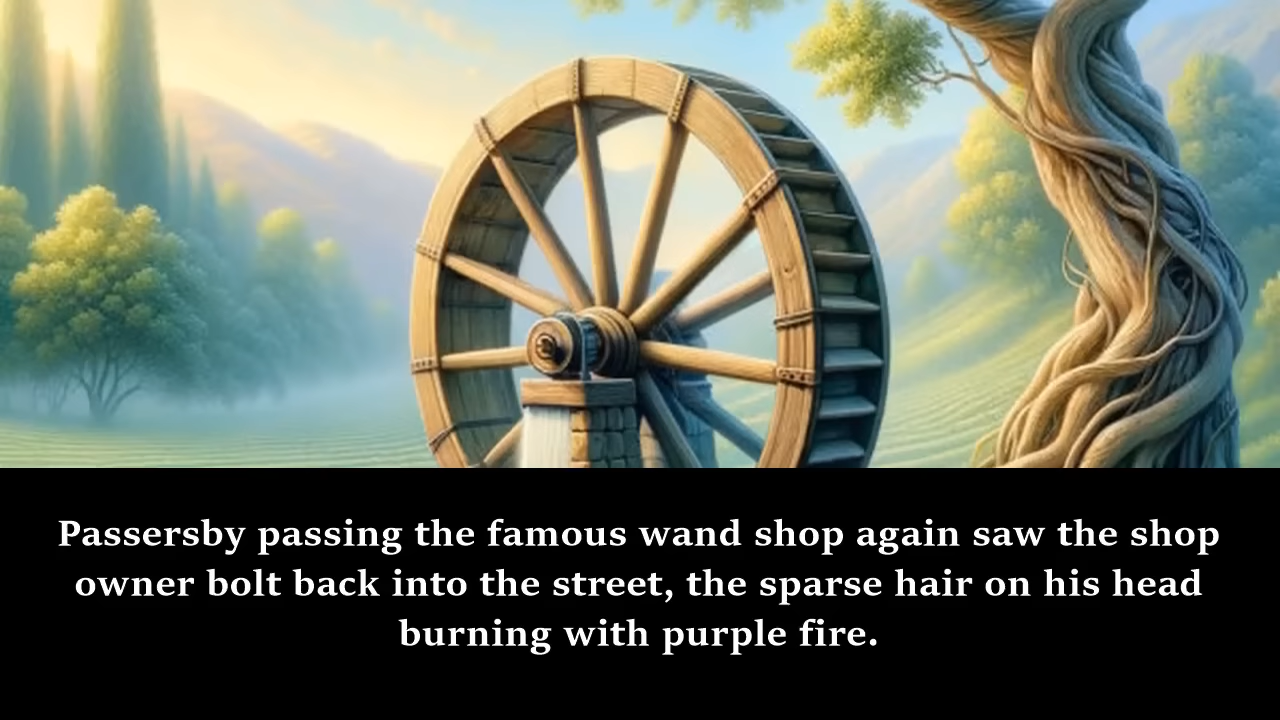 Passersby passing the famous wand shop again saw the shop
owner bolt back into the street, the sparse hair on his head
burning with purple fire.